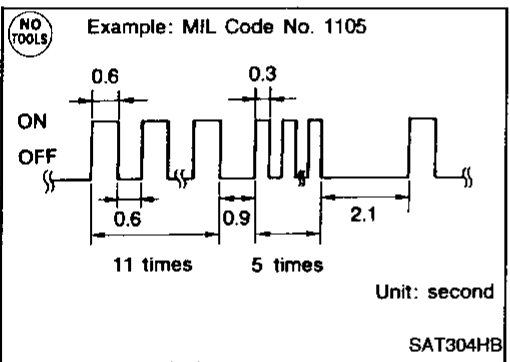 NO TOOLS
Example: MIL Code No. 1105
0.6 0.3
ON
OFF
0.6 0.9 2.1
11 times 5 times
Unit: second
SAT304HB